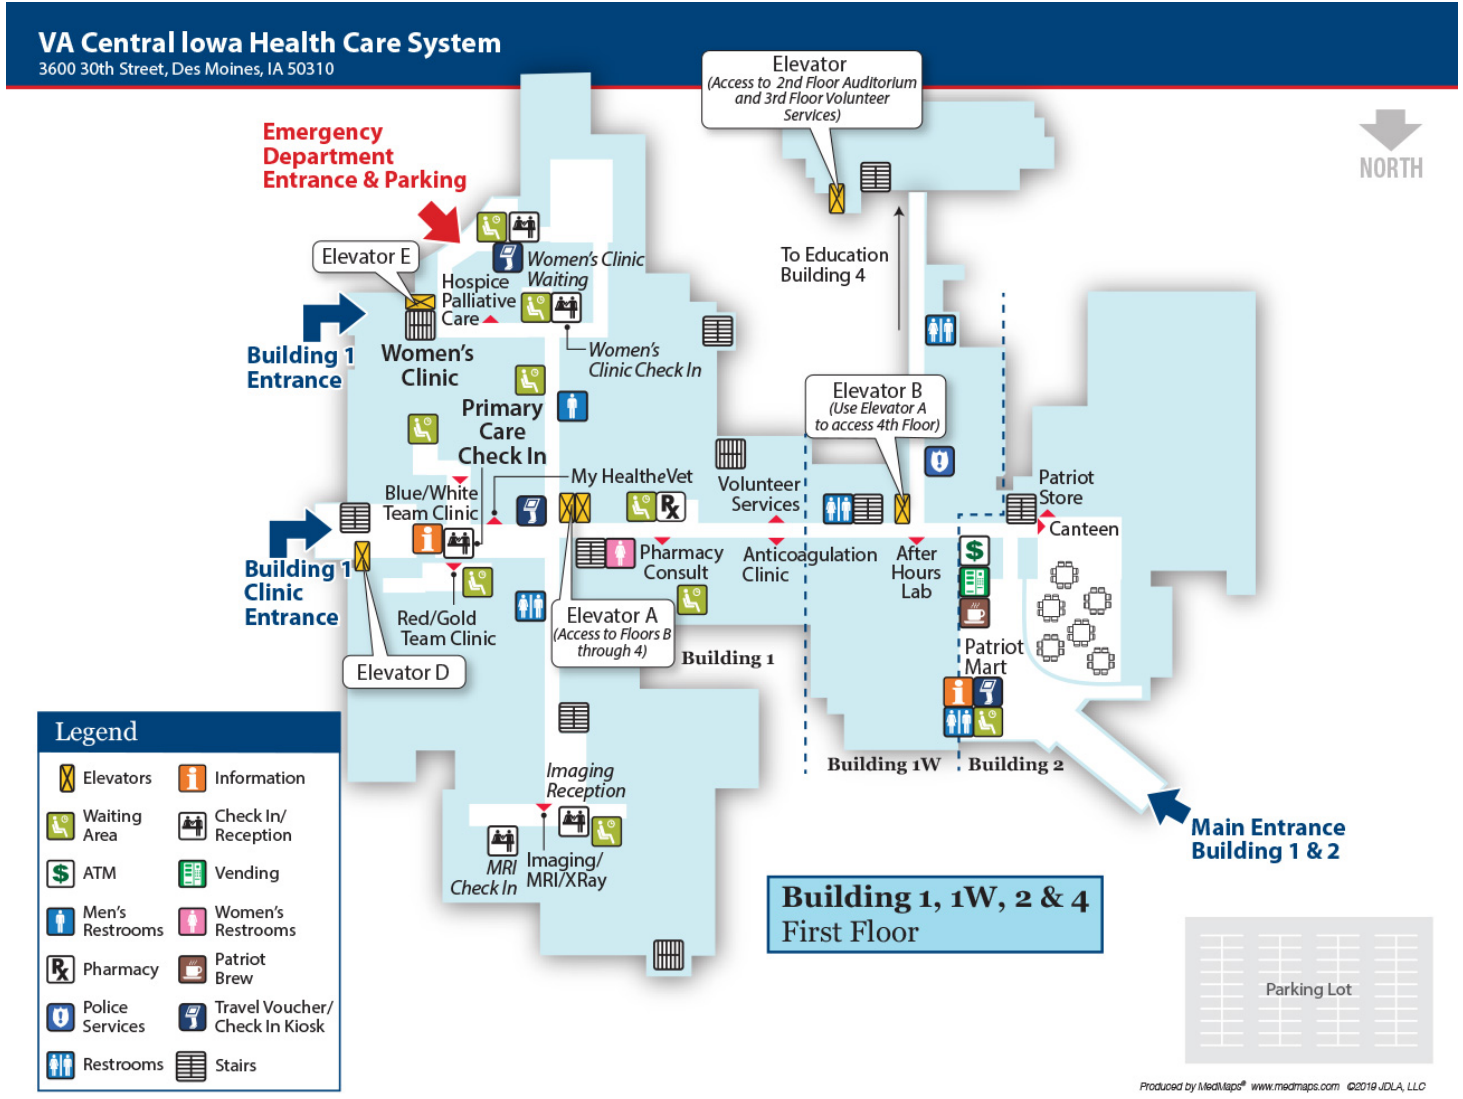 VA Central Iowa Health Care System
3600 30th Street, Des Moines, IA 50310
Elevator
(Access to 2nd Floor Auditorium
and 3rd Floor Volunteer
Services)
NORTH
Emergency
Department
Entrance & Parking
Elevator E
Women's Clinic
Waiting
Hospice
Palliative
Care
To Education
Building 4
Building 1
Entrance
Women's
Clinic
Women's
Clinic Check In
Primary
Care
Check In
Elevator B
(Use Elevator A
to access 4th Floor)
My HealtheVet
Volunteer
Services
Patriot
Store
Canteen
Blue/White
Team Clinic
Rx
Pharmacy
Consult
Anticoagulation
Clinic
After
Hours
Lab
$
Building 1
Clinic
Entrance
Red/Gold
Team Clinic
Elevator A
(Access to Floors B
through 4)
Elevator D
Building 1
Patriot
Mart
i
i
Building 1W
Building 2
Imaging
Reception
MRI
Check In
Imaging/
MRI/XRay
Main Entrance
Building 1 & 2
Building 1, 1W, 2 & 4
First Floor
Parking Lot
Legend
Elevators
i
Information
Waiting
Area
Check In/
Reception
$
ATM
Vending
Men's
Restrooms
Women's
Restrooms
Rx
Pharmacy
Patriot
Brew
Police
Services
Travel Voucher/
Check In Kiosk
Restrooms
Stairs
Produced by MedMaps® www.medmaps.com ©2019 JDLA, LLC